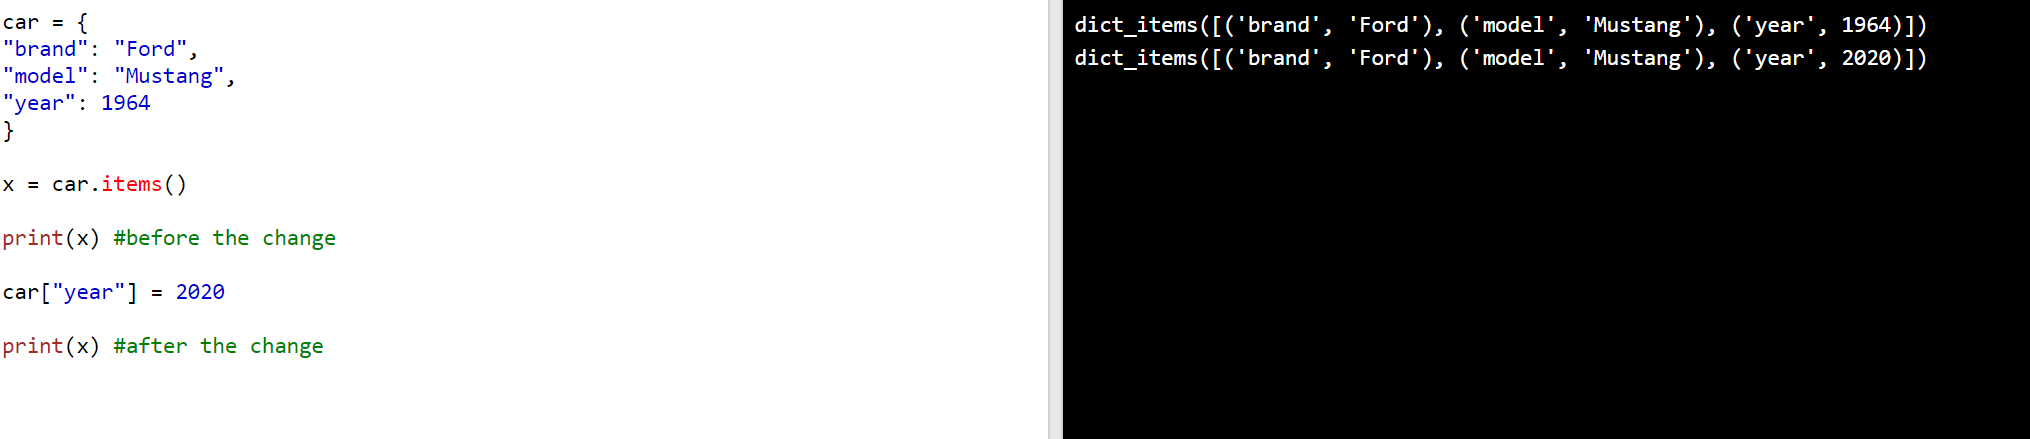 car = {
"brand": "Ford",
"model": "Mustang",
"year": 1964
}
x = car.items()
print(x) #before the change
car["year"] = 2020
print(x) #after the change
dict_items([('brand', 'Ford'), ('model', 'Mustang'), ('year', 1964)])
dict_items([('brand', 'Ford'), ('model', 'Mustang'), ('year', 2020)])